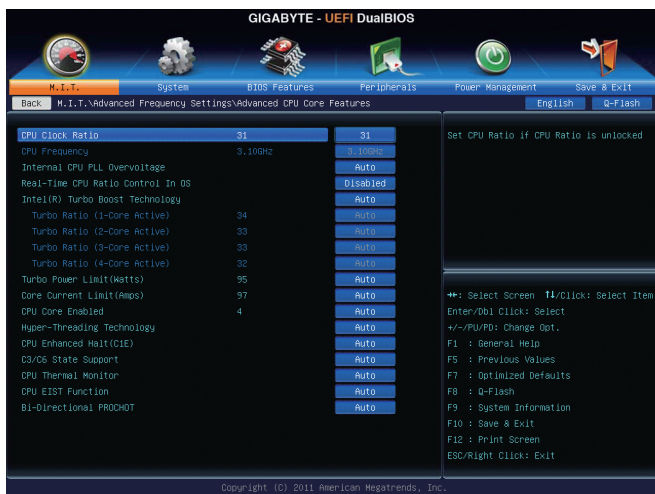 GIGABYTE - UEFI DualBIOS
M.I.T. System BIOS Features Peripherals Power Management Save & Exit
Back M.I.T.\Advanced Frequency Settings\Advanced CPU Core Features English Q-Flash
CPU Clock Ratio 31 31
CPU Frequency 3.10GHz 3.10GHz
Internal CPU PLL Overvoltage Auto
Real-Time CPU Ratio Control In OS Disabled
Intel(R) Turbo Boost Technology Auto
Turbo Ratio (1-Core Active) 34 Auto
Turbo Ratio (2-Core Active) 33 Auto
Turbo Ratio (3-Core Active) 33 Auto
Turbo Ratio (4-Core Active) 32 Auto
Turbo Power Limit(Watts) 95 Auto
Core Current Limit(Amps) 97 Auto
CPU Core Enabled 4 Auto
Hyper-Threading Technology Auto
CPU Enhanced Halt(C1E) Auto
C3/C6 State Support Auto
CPU Thermal Monitor Auto
CPU EIST Function Auto
Bi-Directional PROCHOT Auto
Set CPU Ratio if CPU Ratio is unlocked
→←: Select Screen ↑↓/Click: Select Item
Enter/Dbl Click: Select
+/-/PU/PD: Change Opt.
F1 : General Help
F5 : Previous Values
F7 : Optimized Defaults
F8 : Q-Flash
F9 : System Information
F10 : Save & Exit
F12 : Print Screen
ESC/Right Click: Exit
Copyright (C) 2011 American Megatrends, Inc.